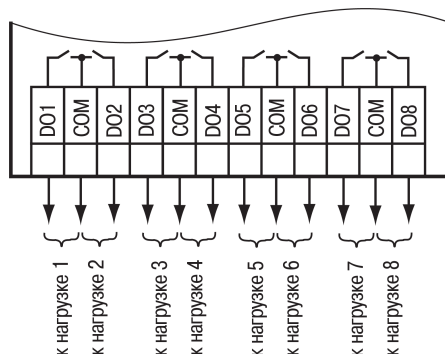 DO1
COM
DO2
DO3
COM
DO4
DO5
COM
DO6
DO7
COM
DO8
к нагрузке 1
к нагрузке 2
к нагрузке 3
к нагрузке 4
к нагрузке 5
к нагрузке 6
к нагрузке 7
к нагрузке 8